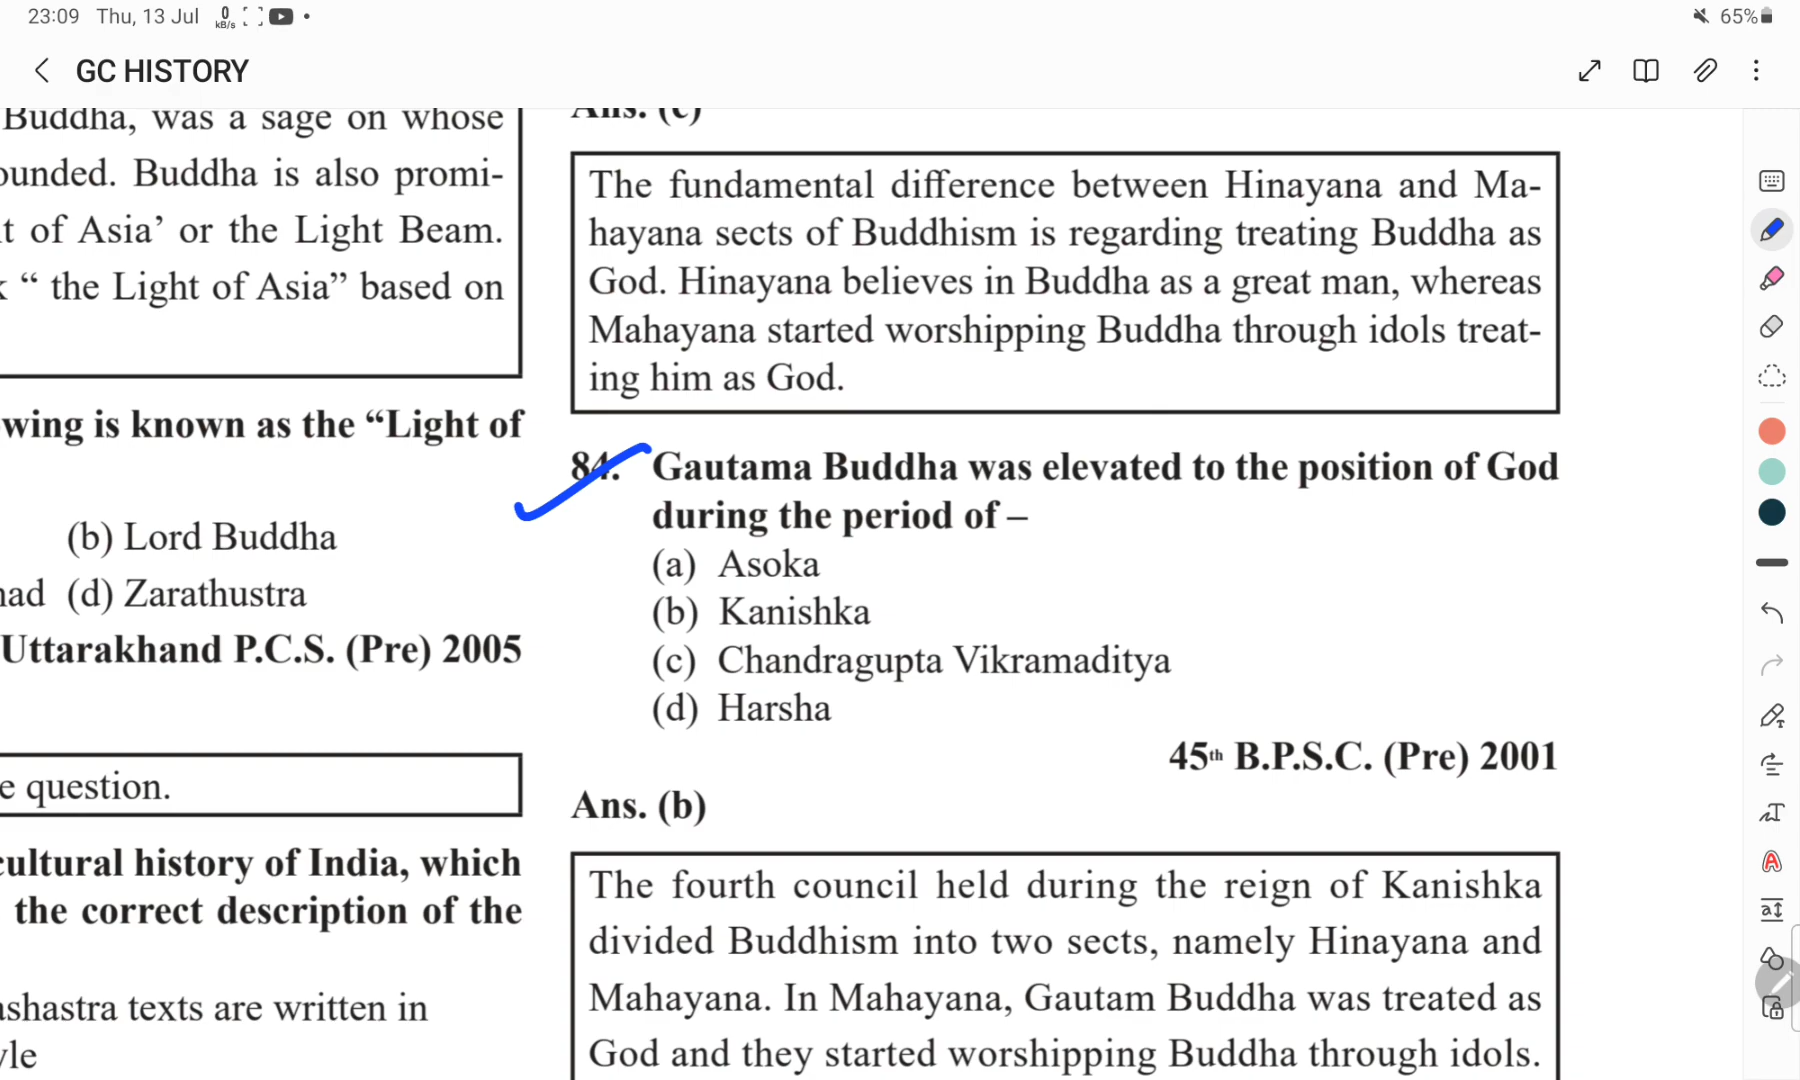 23:09 Thu, 13 Jul 0 kB/s 65%
GC HISTORY
Buddha, was a sage on whose
ounded. Buddha is also promi-
t of Asia’ or the Light Beam.
“ the Light of Asia” based on
wing is known as the “Light of
(b) Lord Buddha
(d) Zarathustra
Uttarakhand P.C.S. (Pre) 2005
e question.
cultural history of India, which
the correct description of the
ashastra texts are written in
yle
Ans. (c)
The fundamental difference between Hinayana and Ma-
hayana sects of Buddhism is regarding treating Buddha as
God. Hinayana believes in Buddha as a great man, whereas
Mahayana started worshipping Buddha through idols treat-
ing him as God.
84. Gautama Buddha was elevated to the position of God
during the period of –
(a) Asoka
(b) Kanishka
(c) Chandragupta Vikramaditya
(d) Harsha
45th B.P.S.C. (Pre) 2001
Ans. (b)
The fourth council held during the reign of Kanishka
divided Buddhism into two sects, namely Hinayana and
Mahayana. In Mahayana, Gautam Buddha was treated as
God and they started worshipping Buddha through idols.